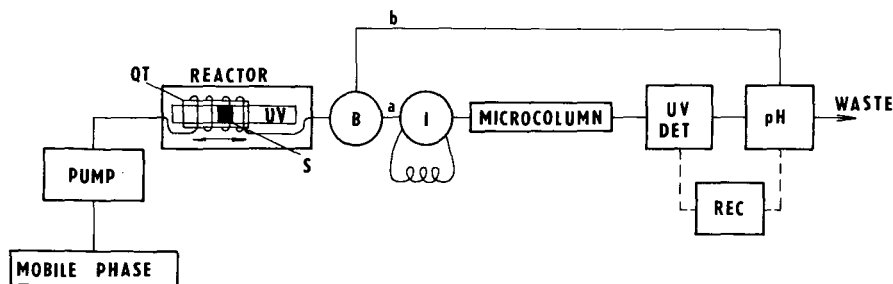 b
QT
REACTOR
UV
S
B
a
I
MICROCOLUMN
UV
DET
pH
WASTE
PUMP
REC
MOBILE PHASE